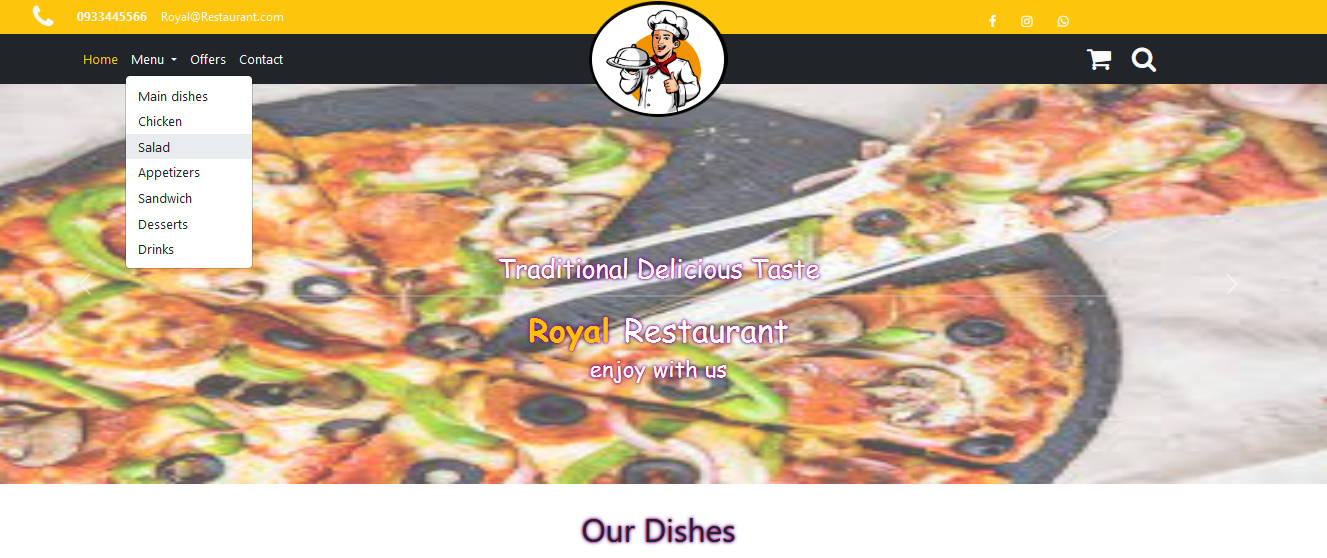 0933445566 Royal@Restaurant.com
Home Menu Offers Contact
Main dishes
Chicken
Salad
Appetizers
Sandwich
Desserts
Drinks
Traditional Delicious Taste
Royal Restaurant
enjoy with us
Our Dishes